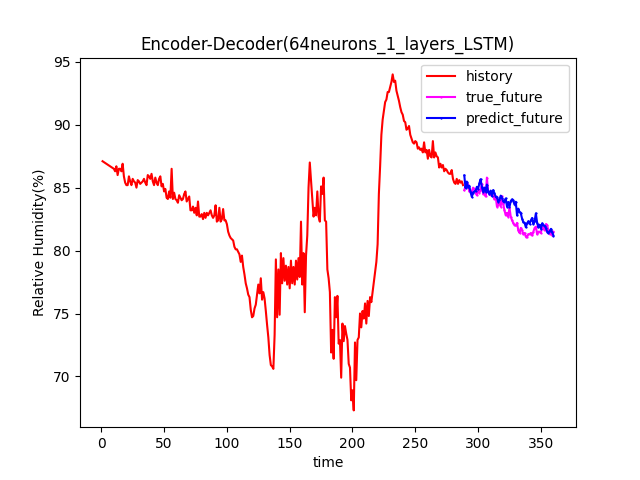 Encoder-Decoder(64neurons_1_layers_LSTM)
history
true_future
predict_future
Relative Humidity(%)
95
90
85
80
75
70
0 50 100 150 200 250 300 350
time